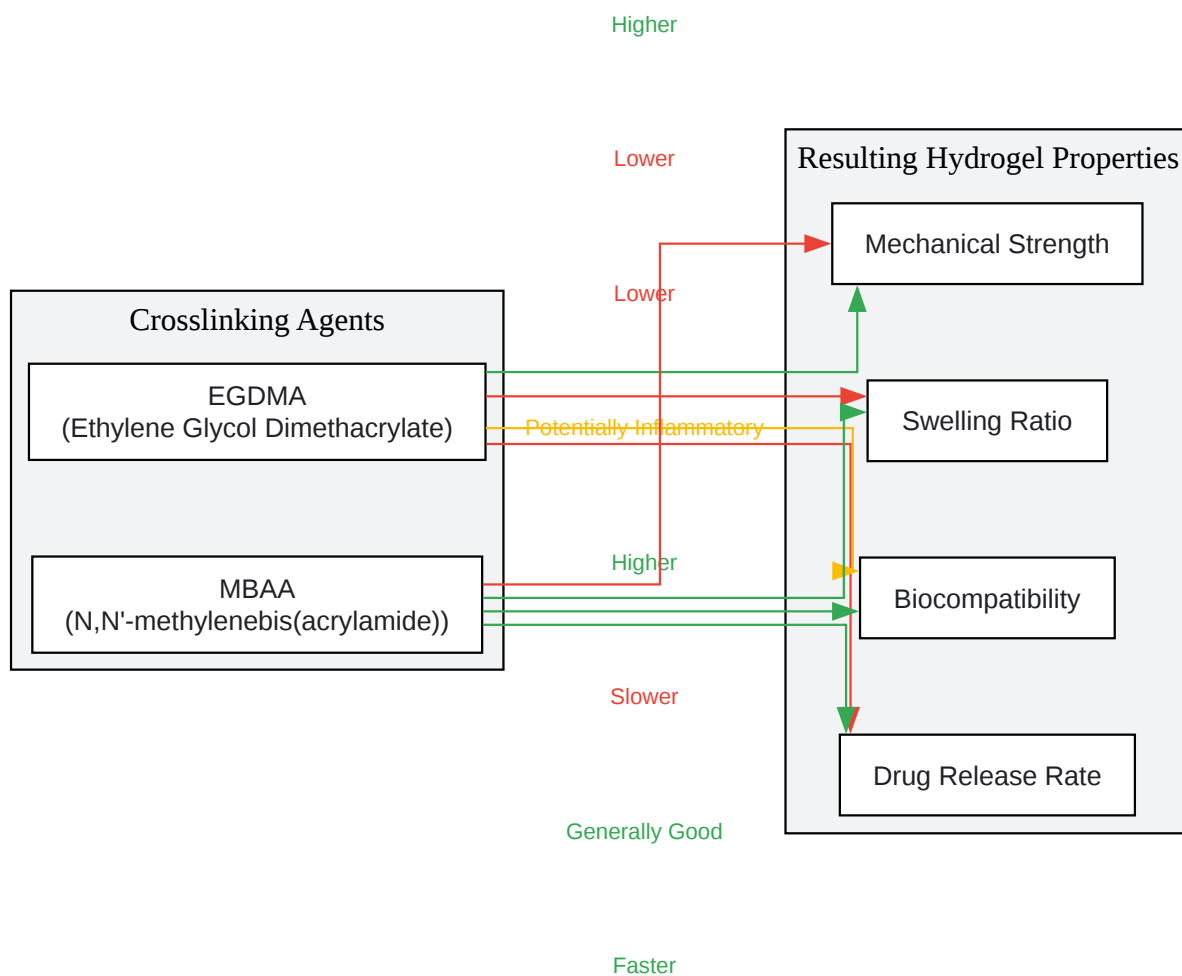 Higher
Lower
Resulting Hydrogel Properties
Mechanical Strength
Lower
Crosslinking Agents
EGDMA
(Ethylene Glycol Dimethacrylate)
Swelling Ratio
Potentially Inflammatory
Higher
MBAA
(N,N'-methylenebis(acrylamide))
Biocompatibility
Slower
Drug Release Rate
Generally Good
Faster